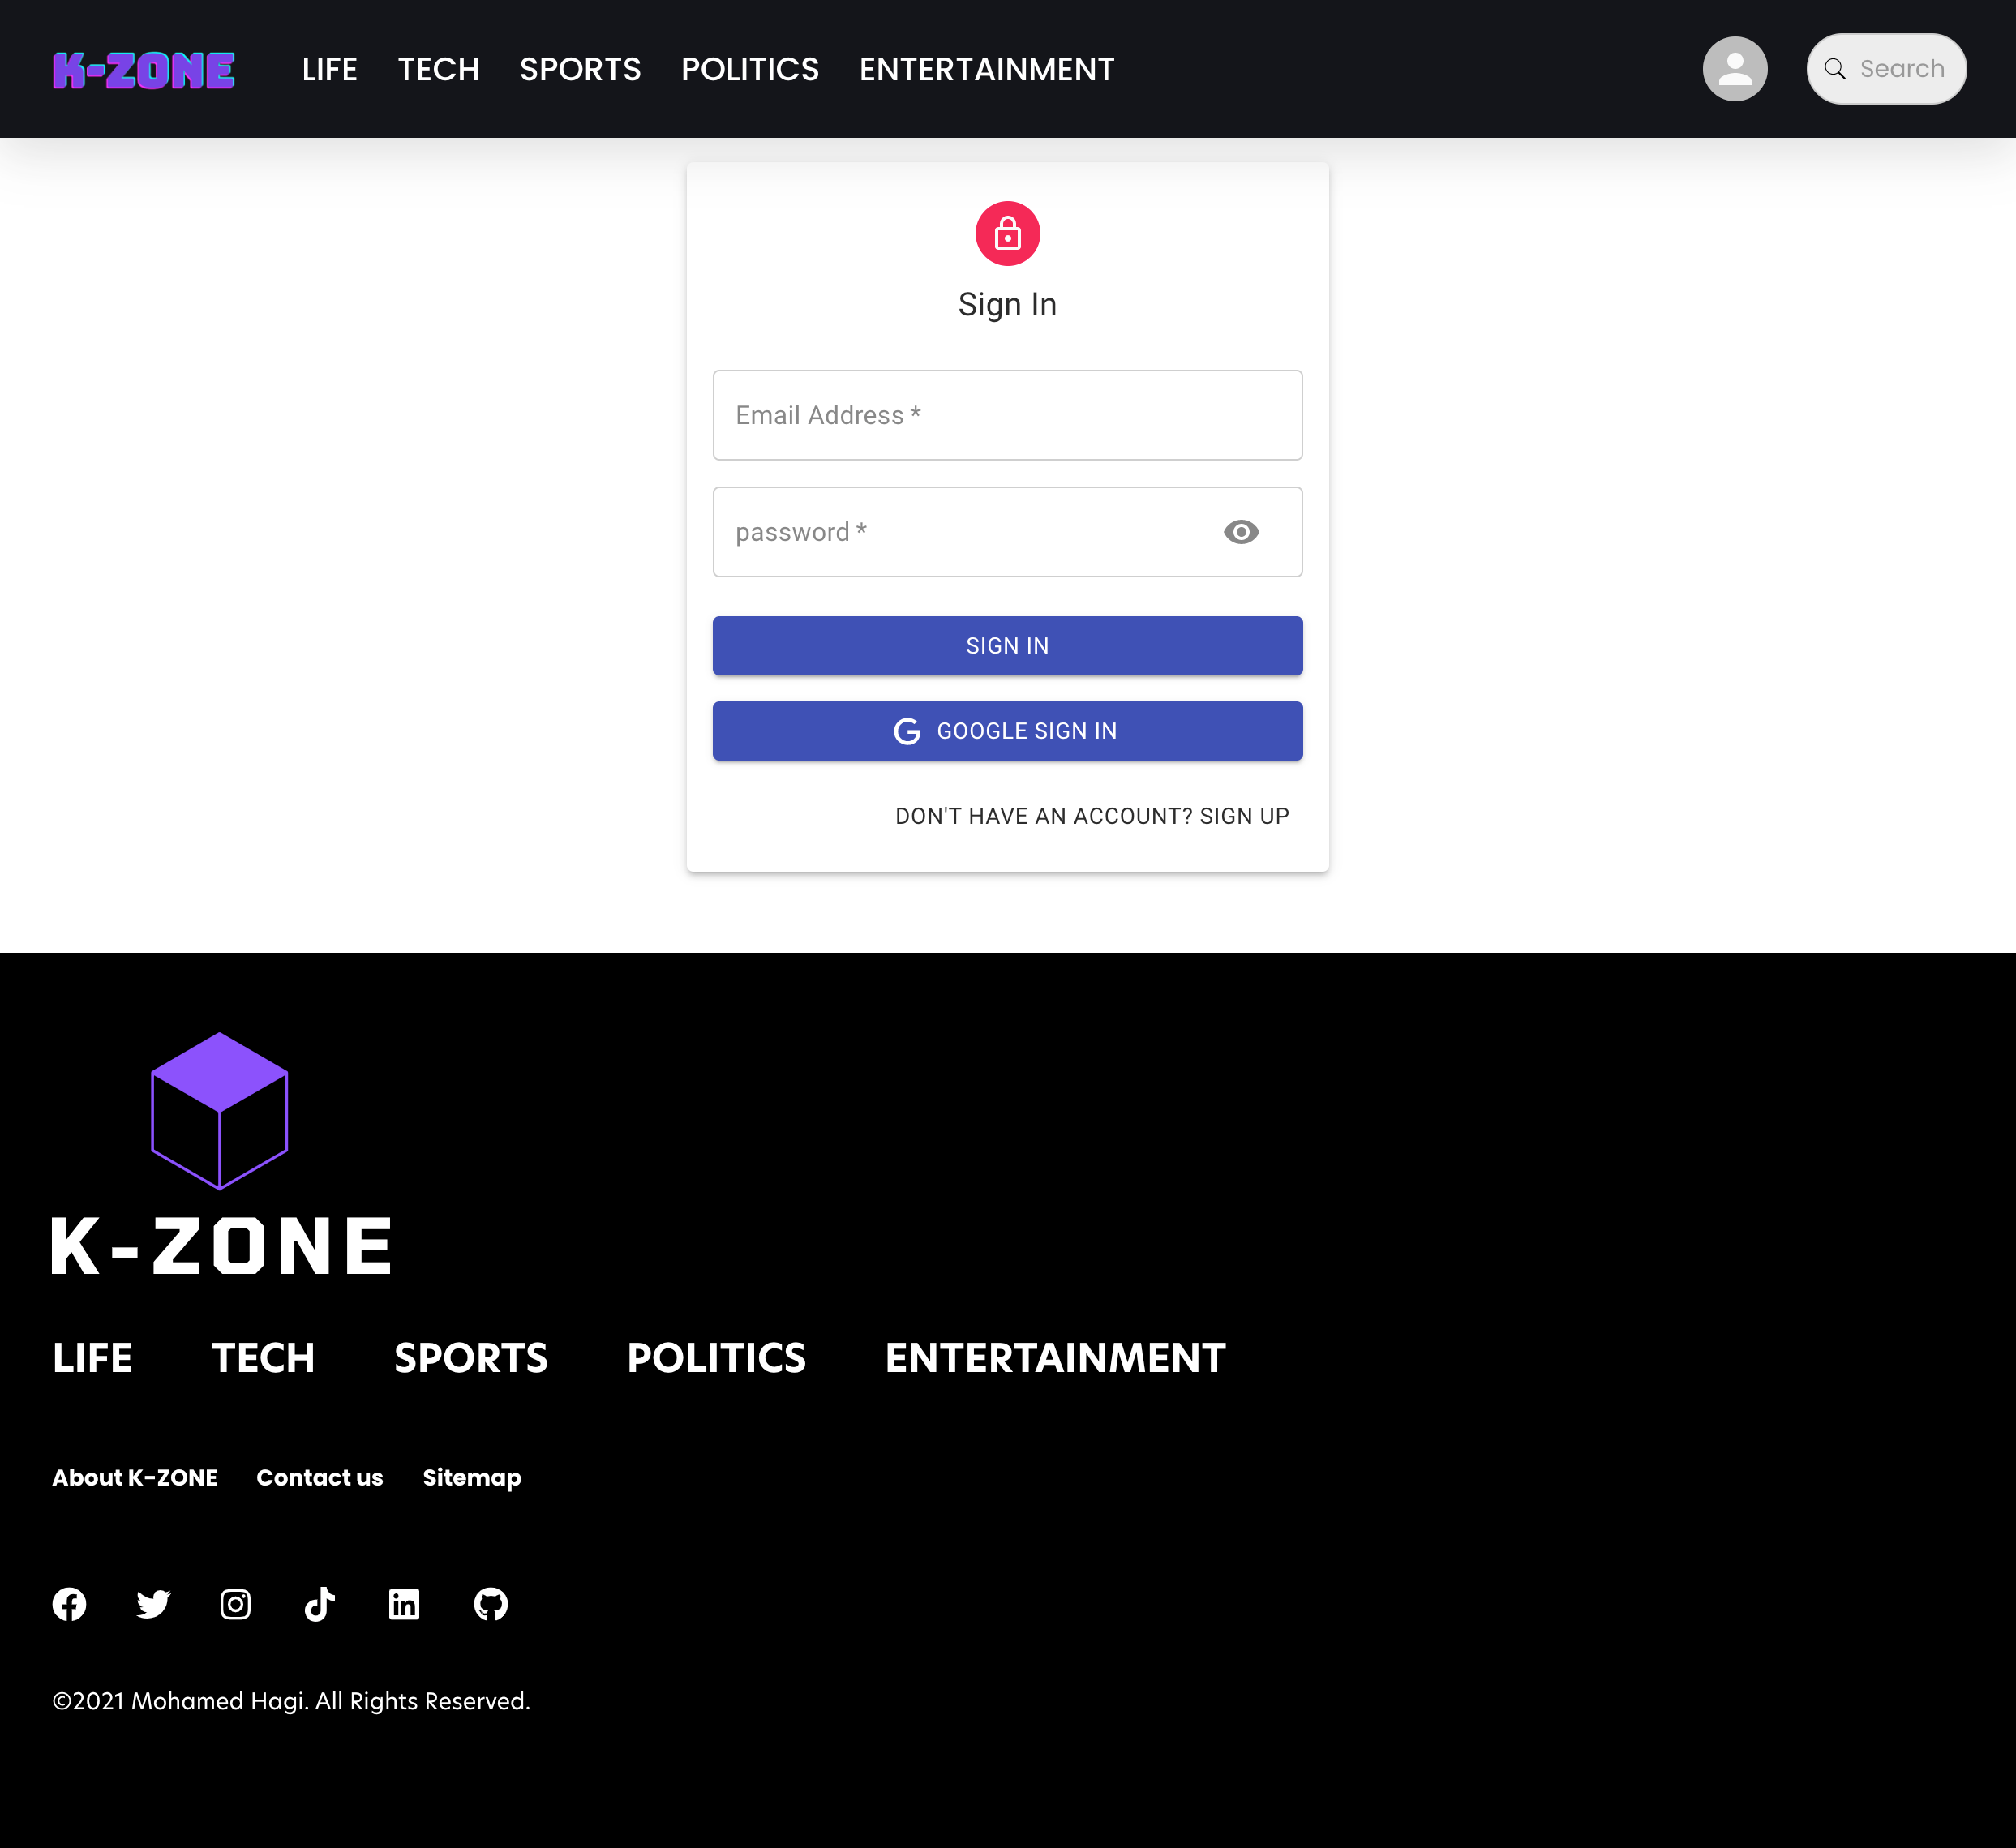 K-ZONE LIFE TECH SPORTS POLITICS ENTERTAINMENT Search
Sign In
Email Address *
password *
SIGN IN
GOOGLE SIGN IN
DON'T HAVE AN ACCOUNT? SIGN UP
K-ZONE
LIFE TECH SPORTS POLITICS ENTERTAINMENT
About K-ZONE Contact us Sitemap
©2021 Mohamed Hagi. All Rights Reserved.